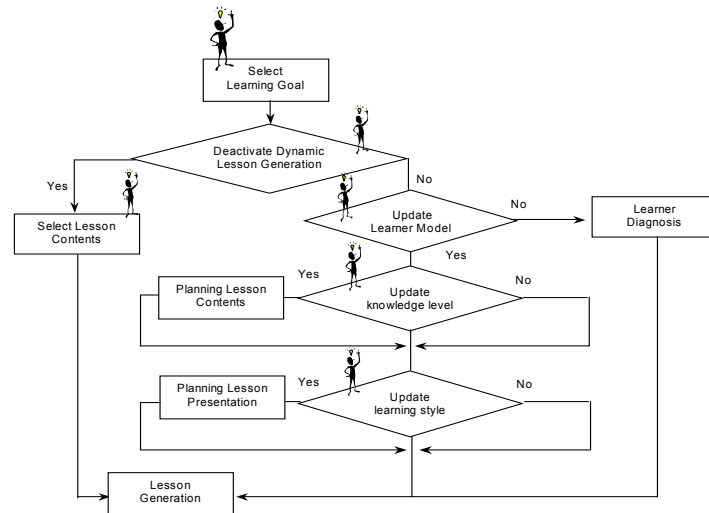 Select
Learning Goal
Deactivate Dynamic
Lesson Generation
Yes
No
Select Lesson
Contents
Update
Learner Model
No
Learner
Diagnosis
Yes
Planning Lesson
Contents
Yes
Update
knowledge level
No
Planning Lesson
Presentation
Yes
Update
learning style
No
Lesson
Generation